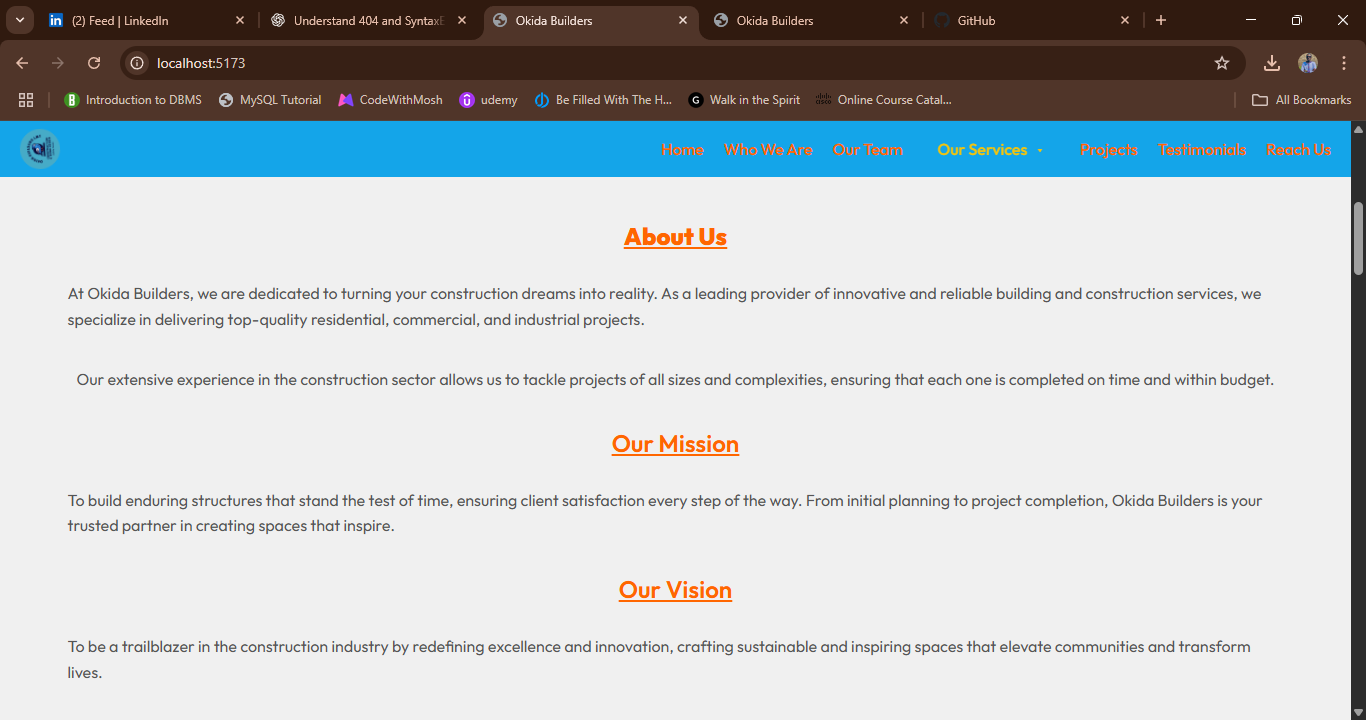 (2) Feed | LinkedIn
Understand 404 and SyntaxE
Okida Builders
Okida Builders
GitHub
localhost:5173
Introduction to DBMS
MySQL Tutorial
CodeWithMosh
udemy
Be Filled With The H...
Walk in the Spirit
Online Course Catal...
All Bookmarks
Home
Who We Are
Our Team
Our Services
Projects
Testimonials
Reach Us
About Us
At Okida Builders, we are dedicated to turning your construction dreams into reality. As a leading provider of innovative and reliable building and construction services, we
specialize in delivering top-quality residential, commercial, and industrial projects.
Our extensive experience in the construction sector allows us to tackle projects of all sizes and complexities, ensuring that each one is completed on time and within budget.
Our Mission
To build enduring structures that stand the test of time, ensuring client satisfaction every step of the way. From initial planning to project completion, Okida Builders is your
trusted partner in creating spaces that inspire.
Our Vision
To be a trailblazer in the construction industry by redefining excellence and innovation, crafting sustainable and inspiring spaces that elevate communities and transform
lives.